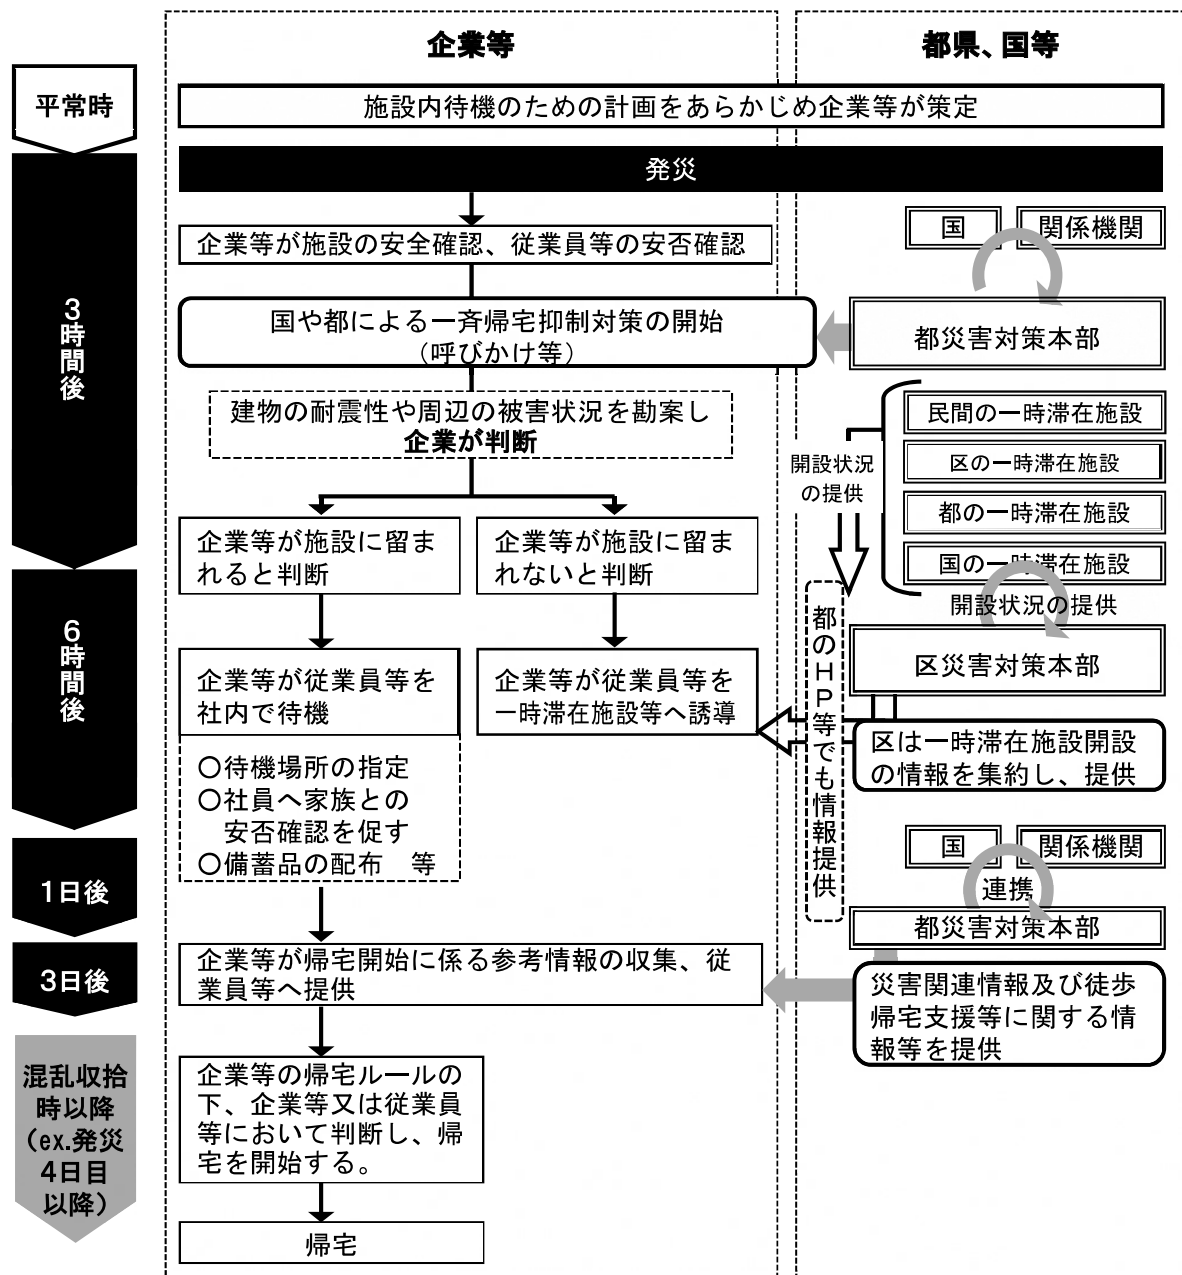 企業等
都県、国等
平常時
施設内待機のための計画をあらかじめ企業等が策定
発災
3時間後
企業等が施設の安全確認、従業員等の安否確認
国
関係機関
国や都による一斉帰宅抑制対策の開始
（呼びかけ等）
都災害対策本部
建物の耐震性や周辺の被害状況を勘案し
企業が判断
民間の一時滞在施設
区の一時滞在施設
都の一時滞在施設
国の一時滞在施設
開設状況
の提供
企業等が施設に留ま
れると判断
企業等が施設に留ま
れないと判断
開設状況の提供
6時間後
都のHP等でも情報提供
区災害対策本部
企業等が従業員等を
社内で待機
企業等が従業員等を
一時滞在施設等へ誘導
区は一時滞在施設開設
の情報を集約し、提供
○待機場所の指定
○社員へ家族との
安否確認を促す
○備蓄品の配布　等
1日後
国
関係機関
連携
都災害対策本部
3日後
企業等が帰宅開始に係る参考情報の収集、従
業員等へ提供
災害関連情報及び徒歩
帰宅支援等に関する情
報等を提供
混乱収拾
時以降
（ex.発災
4日目
以降）
企業等の帰宅ルールの
下、企業等又は従業員
等において判断し、帰
宅を開始する。
帰宅